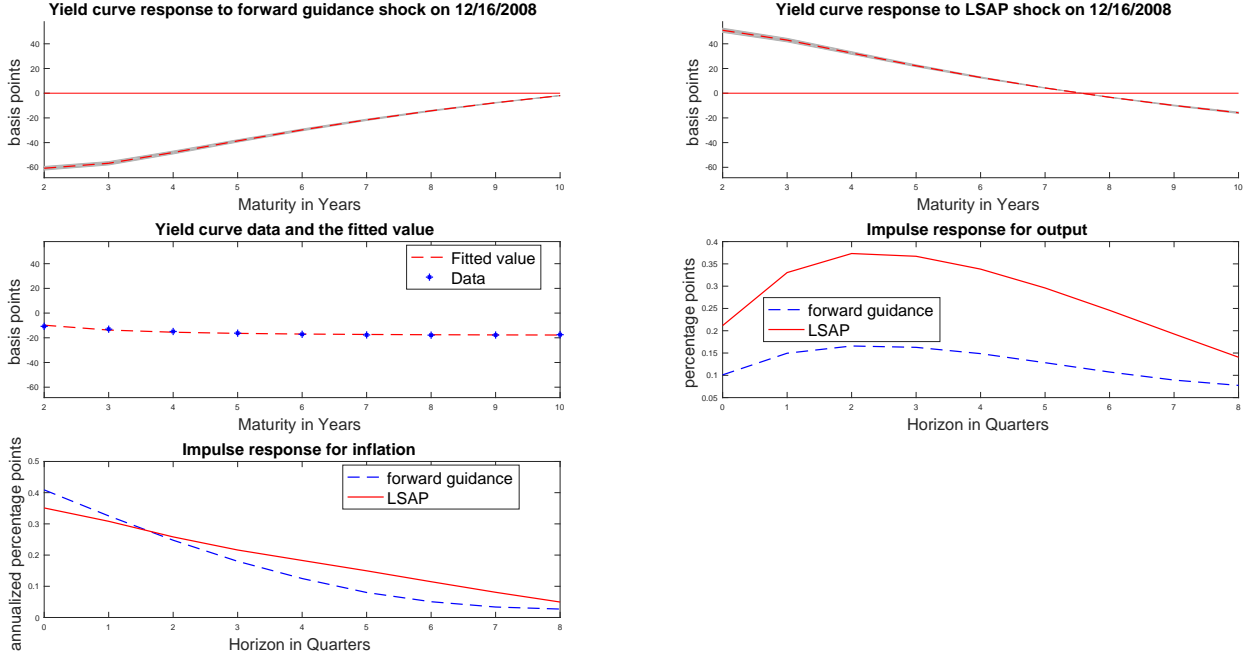 Yield curve response to forward guidance shock on 12/16/2008
basis points
40
20
0
-20
-40
-60
2 3 4 5 6 7 8 9 10
Maturity in Years
Yield curve response to LSAP shock on 12/16/2008
basis points
40
20
0
-20
-40
-60
2 3 4 5 6 7 8 9 10
Maturity in Years
Yield curve data and the fitted value
basis points
40
20
0
-20
-40
-60
Fitted value
Data
2 3 4 5 6 7 8 9 10
Maturity in Years
Impulse response for output
percentage points
0.4
0.35
0.3
0.25
0.2
0.15
0.1
0.05
forward guidance
LSAP
0 1 2 3 4 5 6 7 8
Horizon in Quarters
Impulse response for inflation
annualized percentage points
0.5
0.4
0.3
0.2
0.1
0
forward guidance
LSAP
0 1 2 3 4 5 6 7 8
Horizon in Quarters